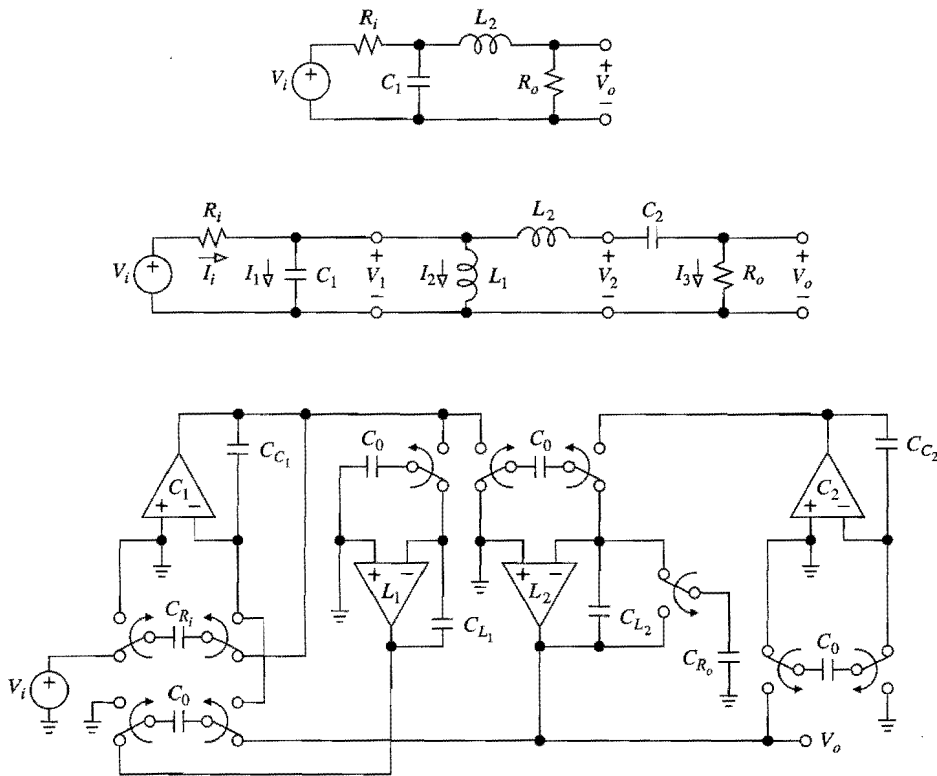 R_i
L_2
V_i
+
C_1
R_o
+
V_o
−
R_i
L_2
C_2
V_i
+
I_i
I_1
C_1
+
V_1
−
I_2
L_1
+
V_2
−
I_3
R_o
+
V_o
−
C_1
+ −
C_{C_1}
C_0
C_0
C_2
+ −
C_{C_2}
L_1
+ −
C_{L_1}
L_2
+ −
C_{L_2}
C_{R_o}
C_{R_i}
C_0
V_i
+
C_0
V_o